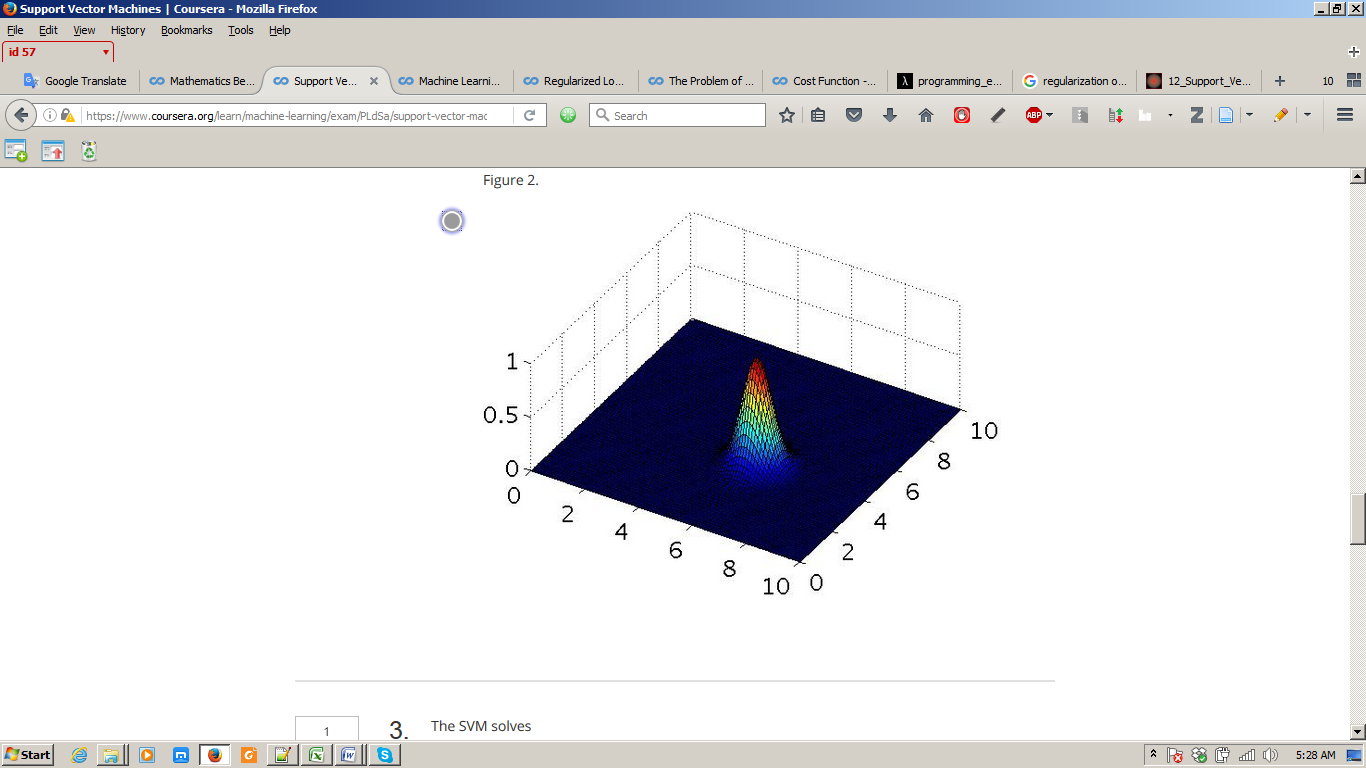 Support Vector Machines | Coursera - Mozilla Firefox
File Edit View History Bookmarks Tools Help
id 57
Google Translate Mathematics Be... Support Ve... Machine Learni... Regularized Lo... The Problem of ... Cost Function -... programming_e... regularization o... 12_Support_Ve... 10
https://www.coursera.org/learn/machine-learning/exam/PLdSa/support-vector-mac Search ABP
Figure 2.
1
0.5
0
0
2
4
6
8
10
0
2
4
6
8
10
1 3. The SVM solves
Start 5:28 AM